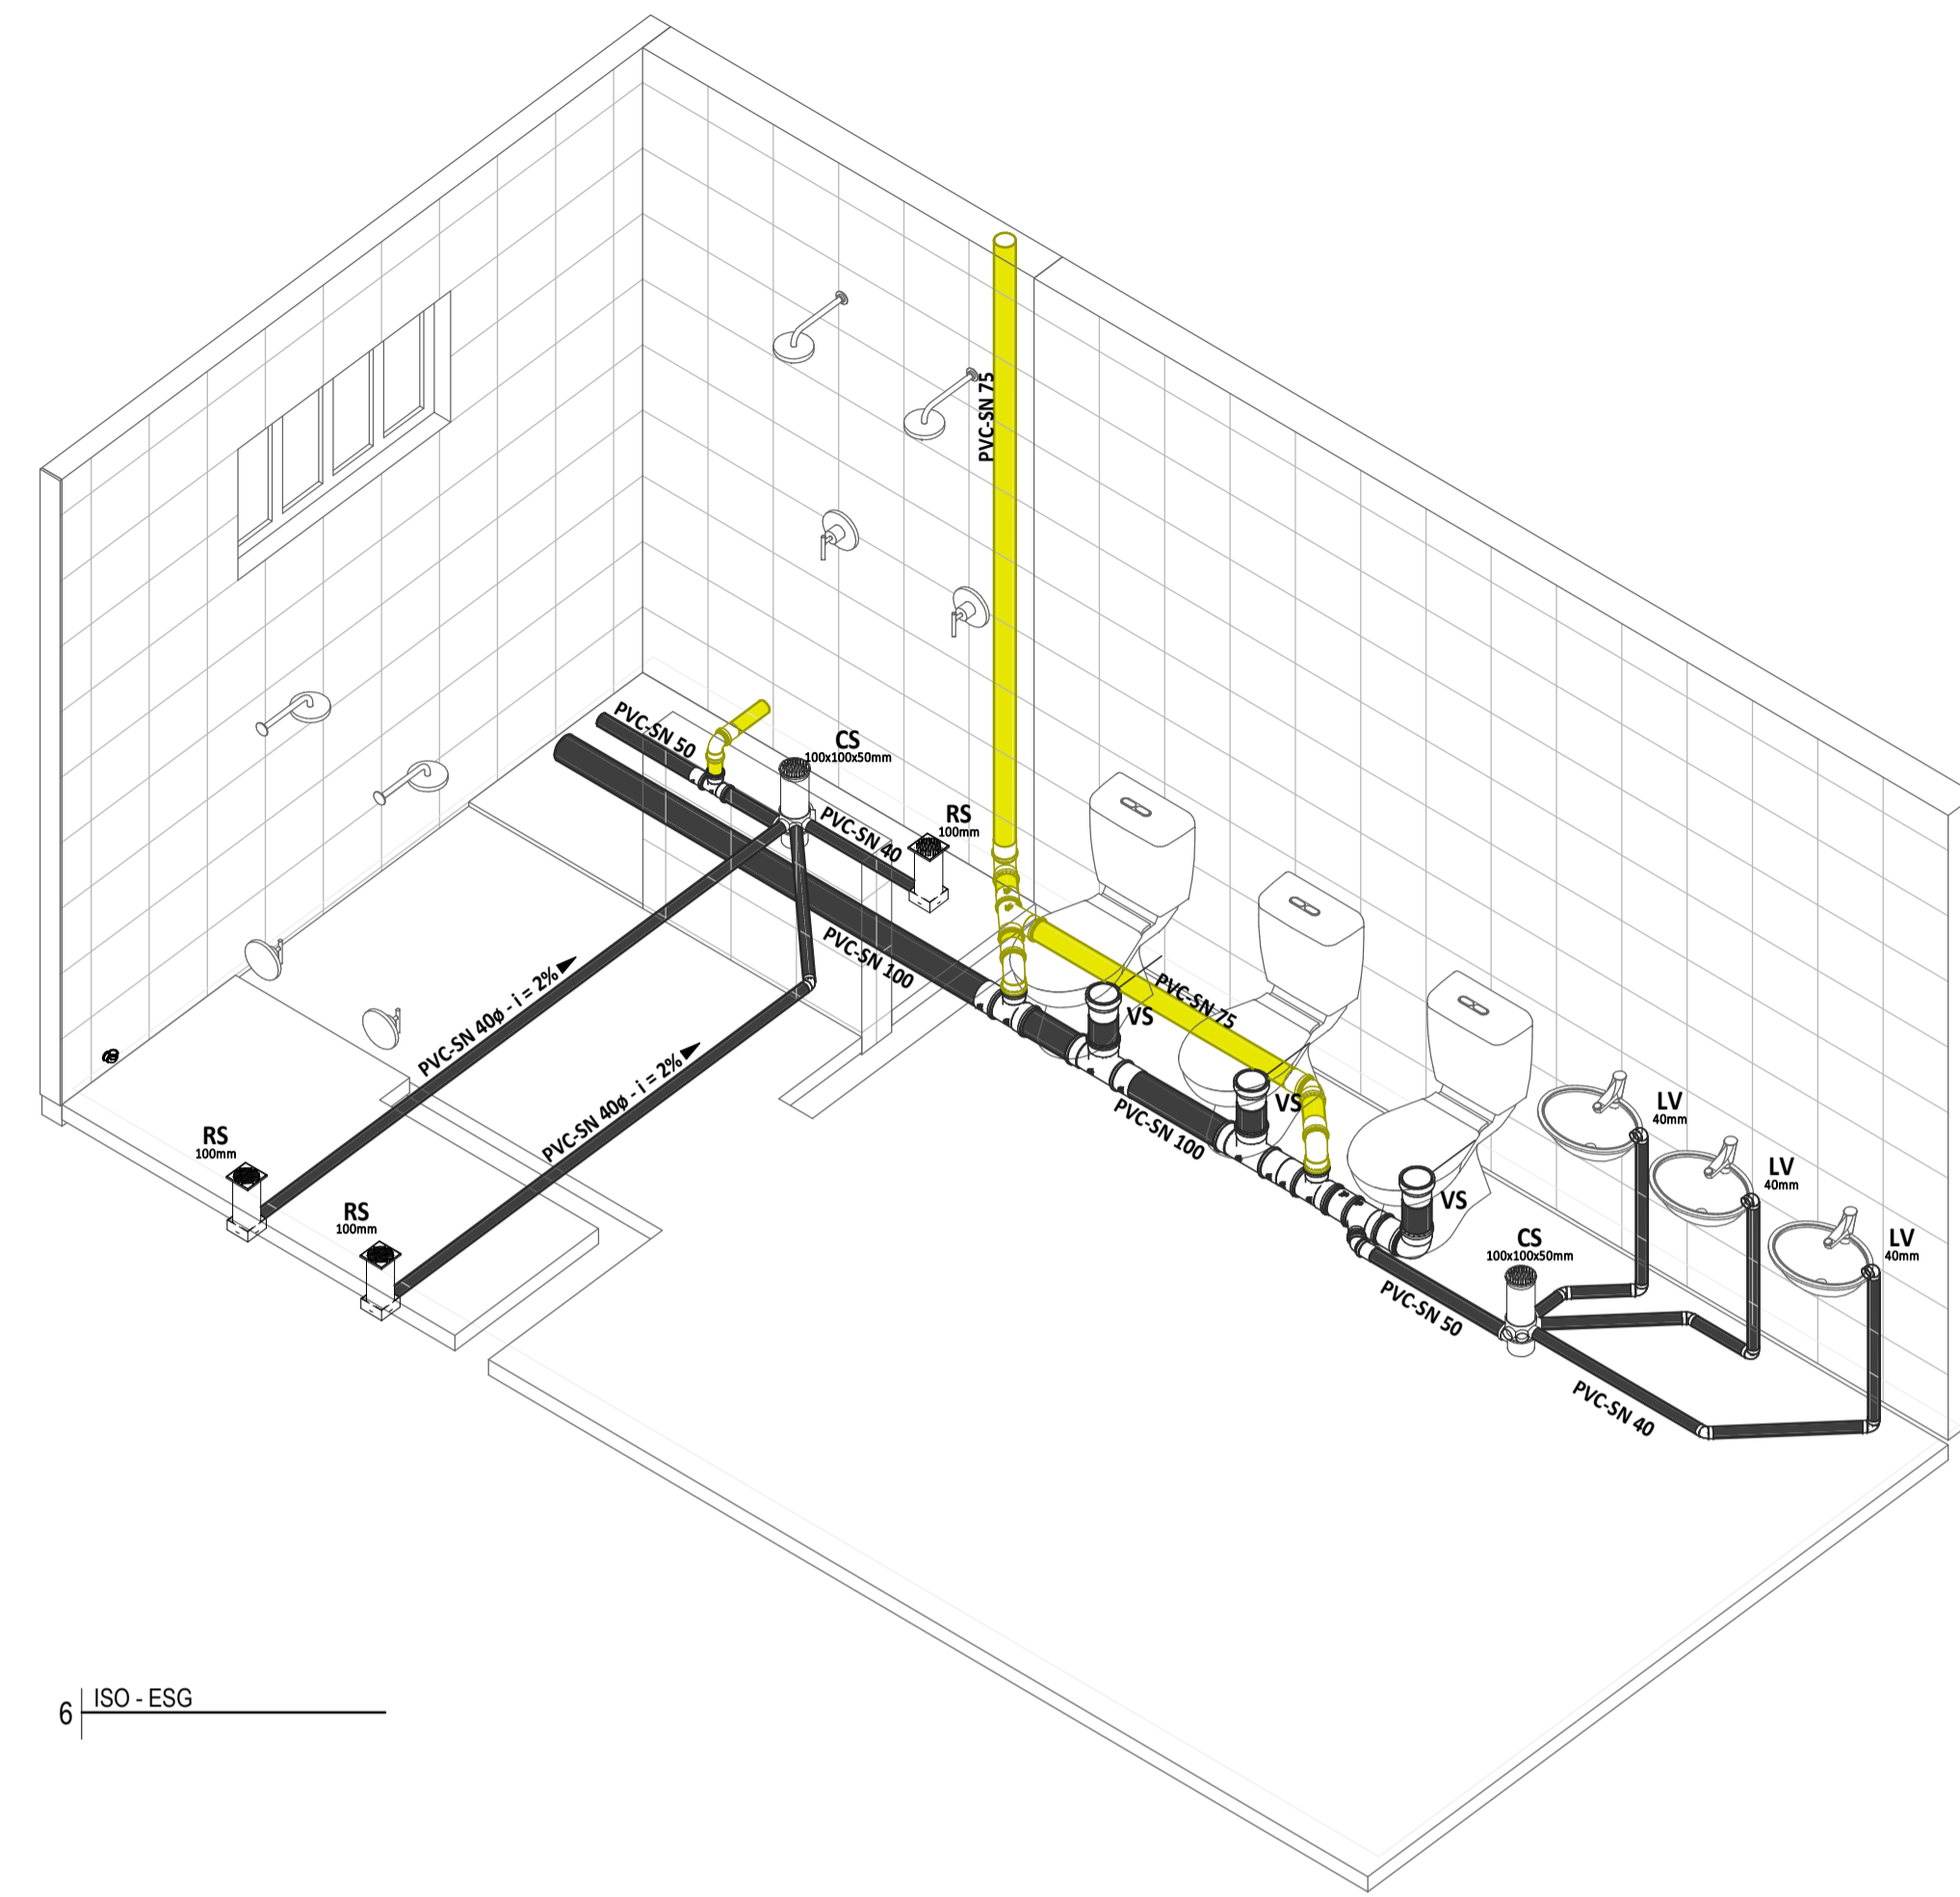 PVC-SN 75
PVC-SN 50
CS
100x100x50mm
PVC-SN 40
RS
100mm
PVC-SN 100
PVC-SN 75
VS
PVC-SN 40ø - i = 2%
PVC-SN 40ø - i = 2%
VS
PVC-SN 100
LV
40mm
RS
100mm
LV
40mm
VS
RS
100mm
CS
100x100x50mm
LV
40mm
PVC-SN 50
PVC-SN 40
6
ISO - ESG